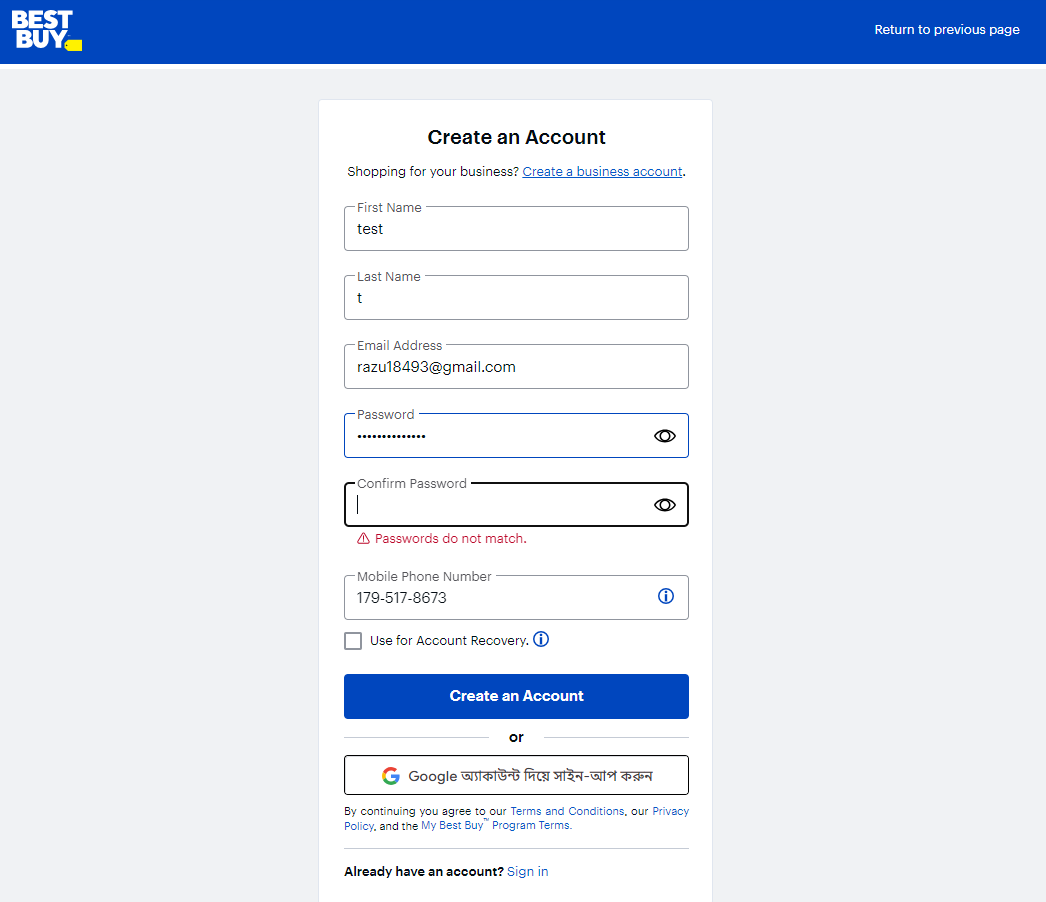 BEST
BUY
Return to previous page
Create an Account
Shopping for your business? Create a business account.
First Name
test
Last Name
t
Email Address
razu18493@gmail.com
Password
••••••••••••••
Confirm Password
Passwords do not match.
Mobile Phone Number
179-517-8673
Use for Account Recovery.
Create an Account
or
Google অ্যাকাউন্ট দিয়ে সাইন-আপ করুন
By continuing you agree to our Terms and Conditions, our Privacy
Policy, and the My Best Buy™ Program Terms.
Already have an account? Sign in